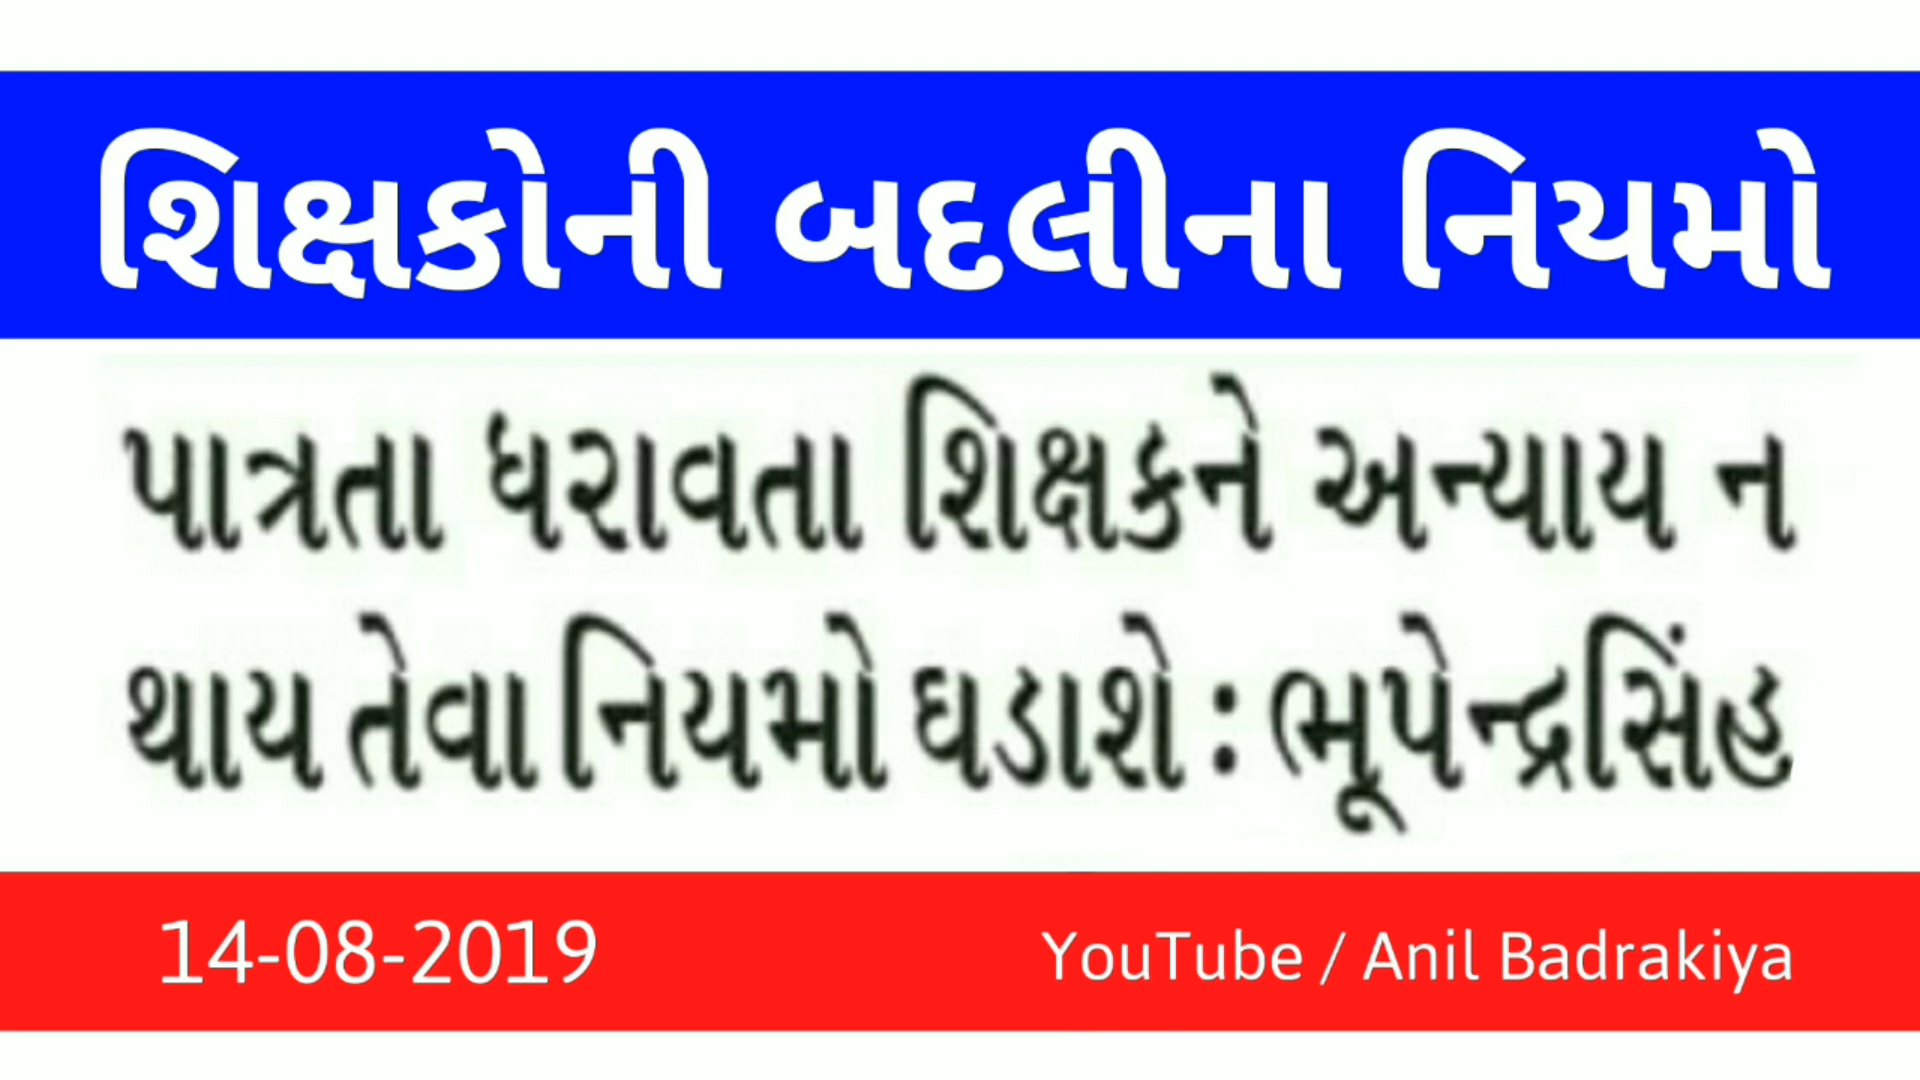 શિક્ષકોની બદલીના નિયમો
પાત્રતા ધરાવતા શિક્ષકને અન્યાય ન
થાય તેવા નિયમો ઘડાશે : ભૂપેન્દ્રસિંહ
14-08-2019 YouTube / Anil Badrakiya